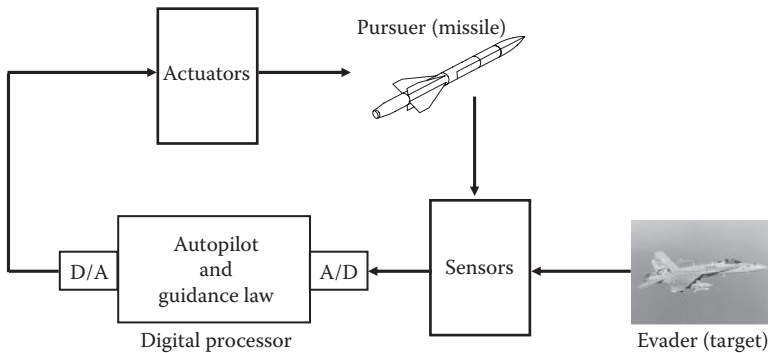 Pursuer (missile)
Actuators
D/A
Autopilot
and
guidance law
A/D
Sensors
Digital processor
Evader (target)